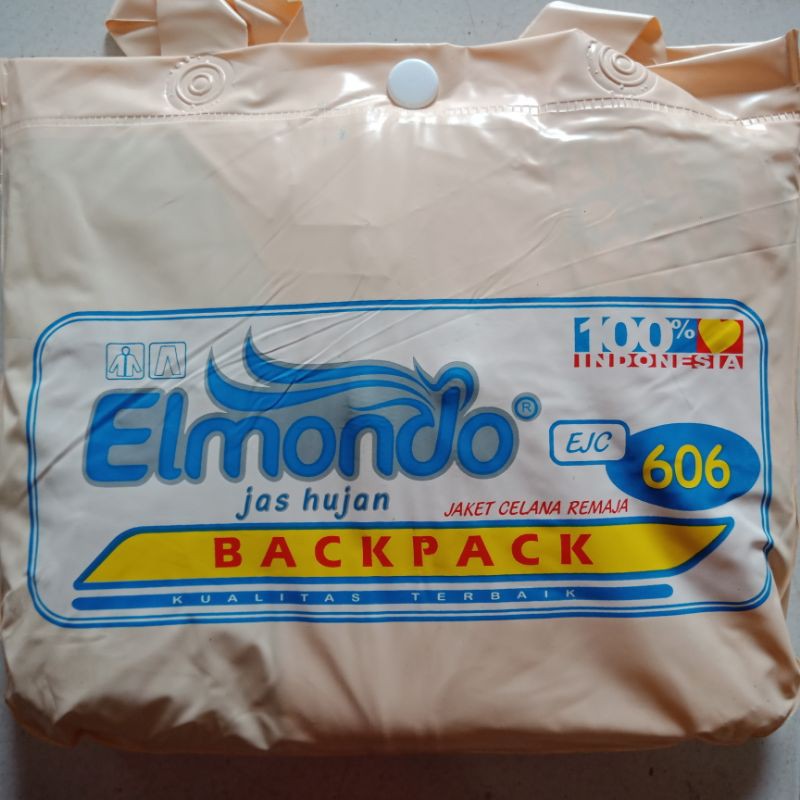 100%
INDONESIA
Elmondo®
EJC
606
jas hujan
JAKET CELANA REMAJA
BACKPACK
KUALITAS TERBAIK